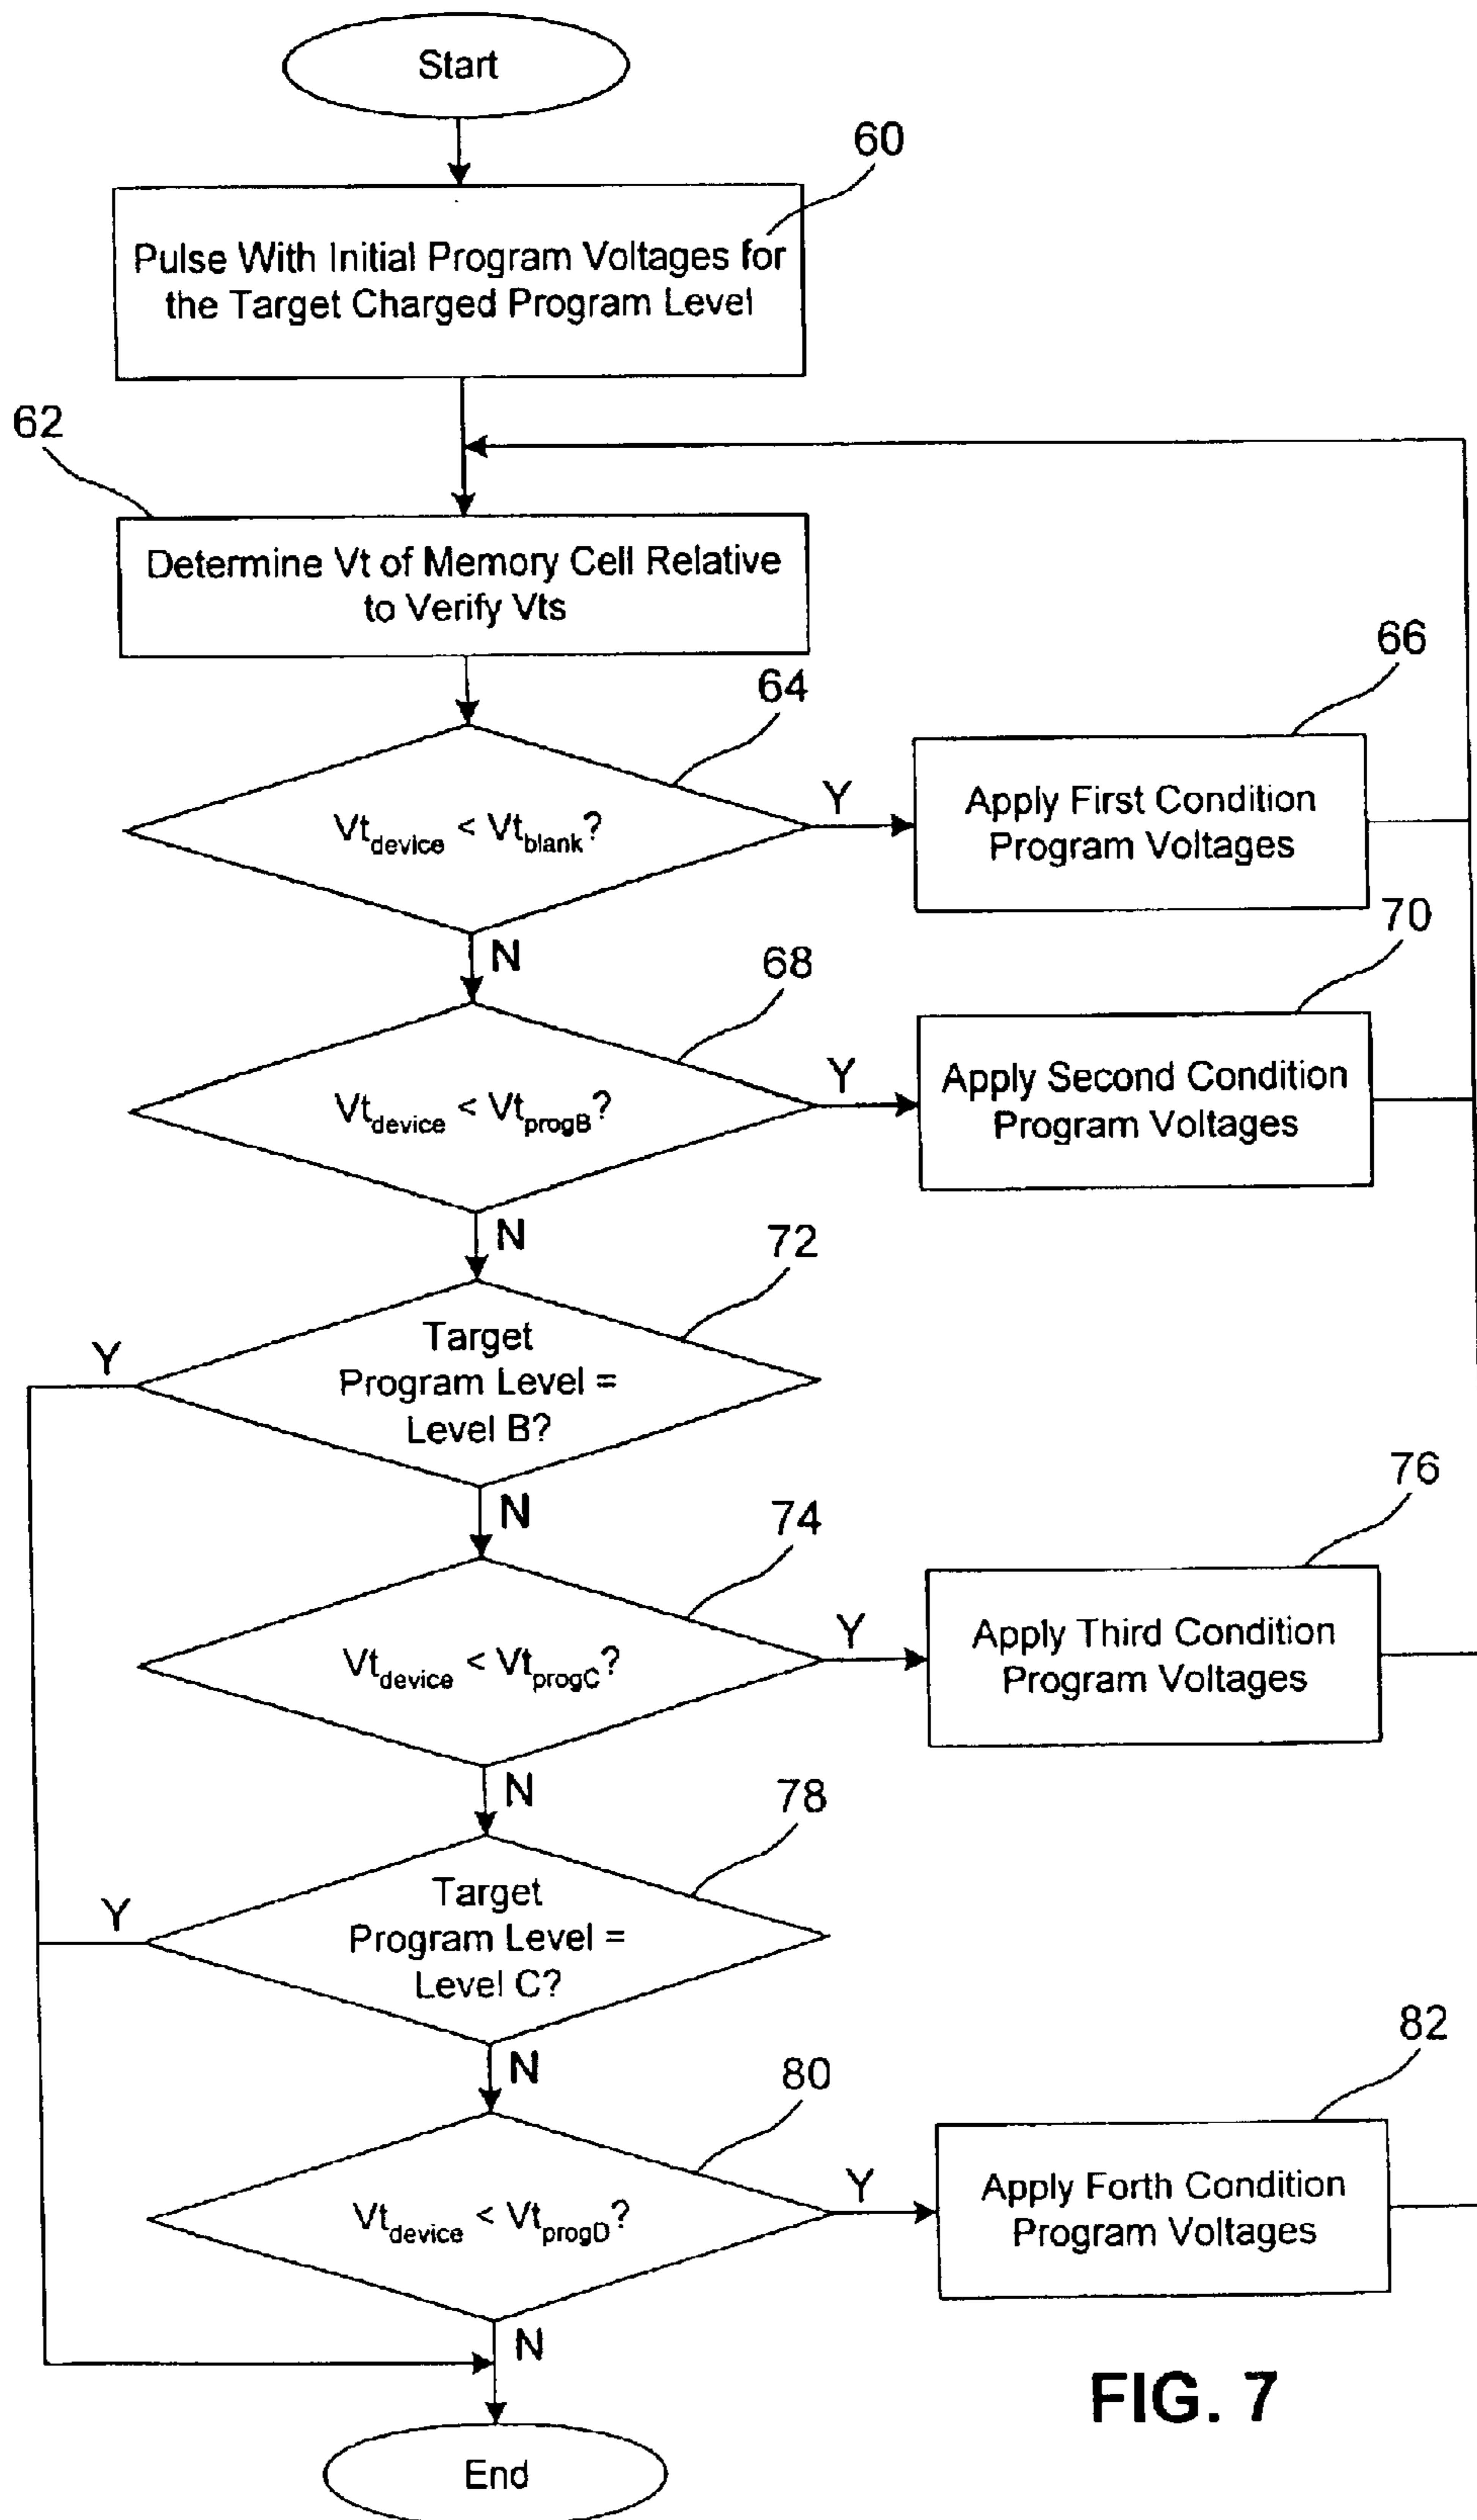 Start
60
Pulse With Initial Program Voltages for
the Target Charged Program Level
62
Determine Vt of Memory Cell Relative
to Verify Vts
64
66
Vtdevice < Vtblank?
Y
Apply First Condition
Program Voltages
N
68
70
Vtdevice < VtprogB?
Y
Apply Second Condition
Program Voltages
N
72
Y
Target
Program Level =
Level B?
N
74
76
Vtdevice < VtprogC?
Y
Apply Third Condition
Program Voltages
N
78
Y
Target
Program Level =
Level C?
N
80
82
Vtdevice < VtprogD?
Y
Apply Forth Condition
Program Voltages
N
FIG. 7
End